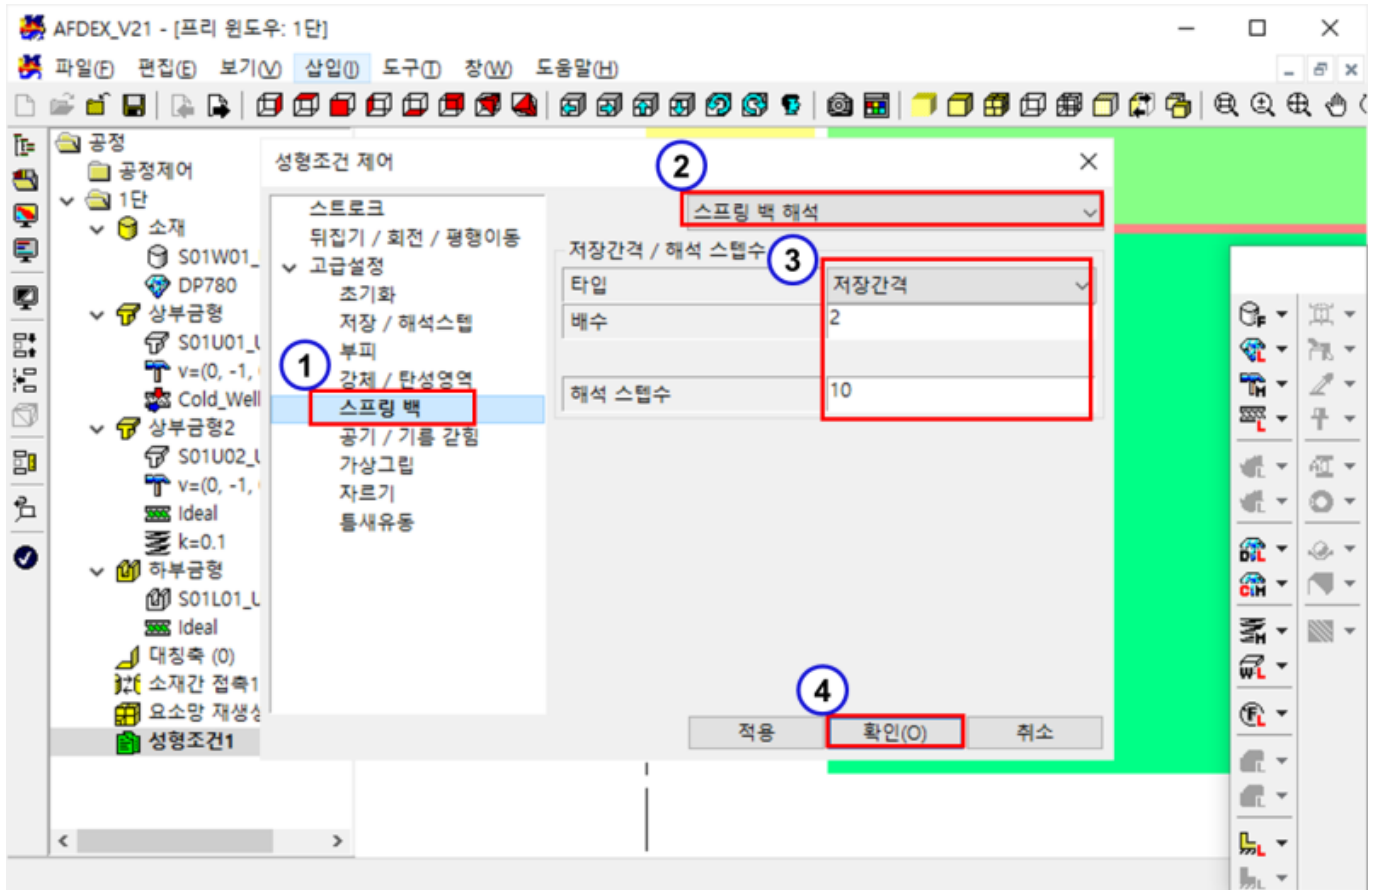 AFDEX_V21 - [프리 윈도우: 1단]
파일(F) 편집(E) 보기(V) 삽입(I) 도구(T) 창(W) 도움말(H)
공정
공정제어
1단
소재
S01W01_
DP780
상부금형
S01U01_U
v=(0, -1,
Cold_Well
상부금형2
S01U02_U
v=(0, -1,
Ideal
k=0.1
하부금형
S01L01_U
Ideal
대칭축 (0)
소재간 접촉1
요소망 재생성
성형조건1
성형조건 제어
스트로크
뒤집기 / 회전 / 평행이동
고급설정
초기화
저장 / 해석스텝
부피
강체 / 탄성영역
스프링 백
공기 / 기름 갇힘
가상그립
자르기
틈새유동
1
2
스프링 백 해석
저장간격 / 해석 스텝수
3
타입 저장간격
배수 2
해석 스텝수 10
4
적용 확인(O) 취소